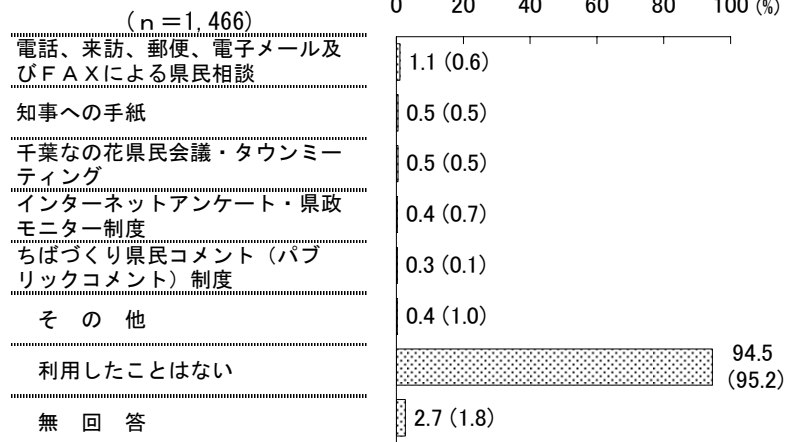 0 20 40 60 80 100 (%)
(n=1,466)
電話、来訪、郵便、電子メール及
びＦＡＸによる県民相談
1.1 (0.6)
知事への手紙
0.5 (0.5)
千葉なの花県民会議・タウンミー
ティング
0.5 (0.5)
インターネットアンケート・県政
モニター制度
0.4 (0.7)
ちばづくり県民コメント（パブ
リックコメント）制度
0.3 (0.1)
そ の 他
0.4 (1.0)
利用したことはない
94.5
(95.2)
無 回 答
2.7 (1.8)